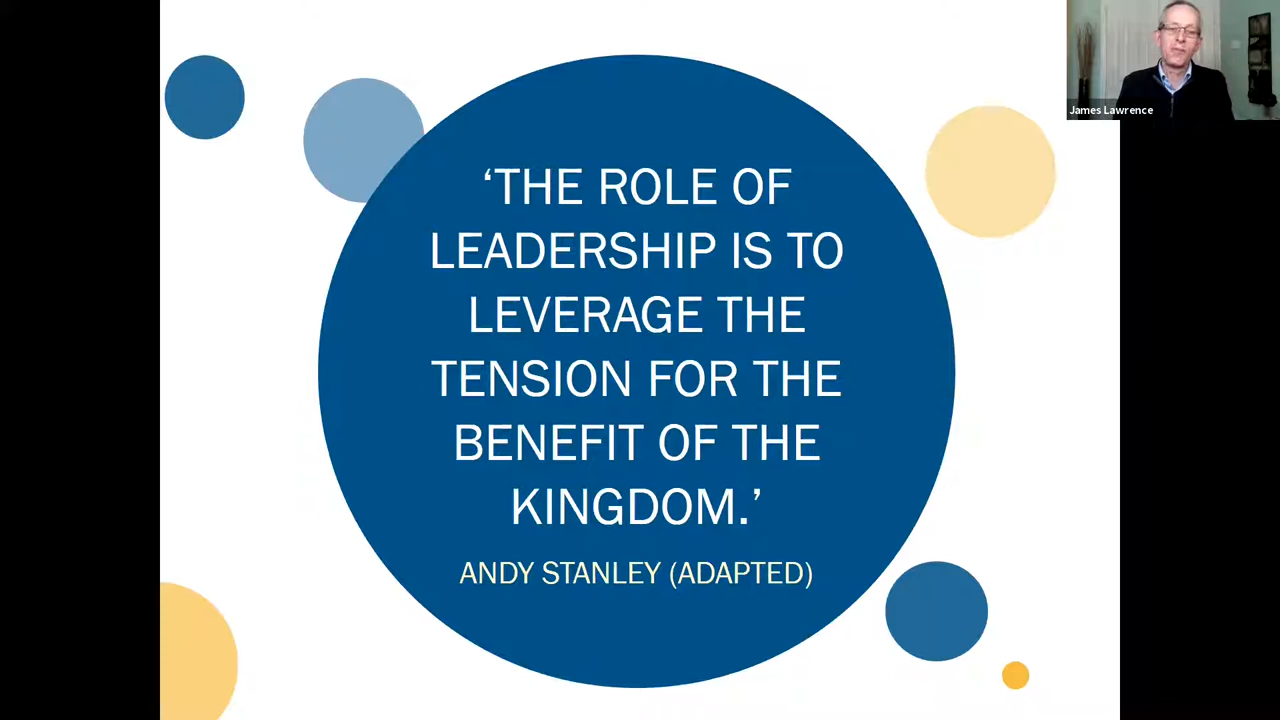 ‘THE ROLE OF
LEADERSHIP IS TO
LEVERAGE THE
TENSION FOR THE
BENEFIT OF THE
KINGDOM.’
ANDY STANLEY (ADAPTED)
James Lawrence